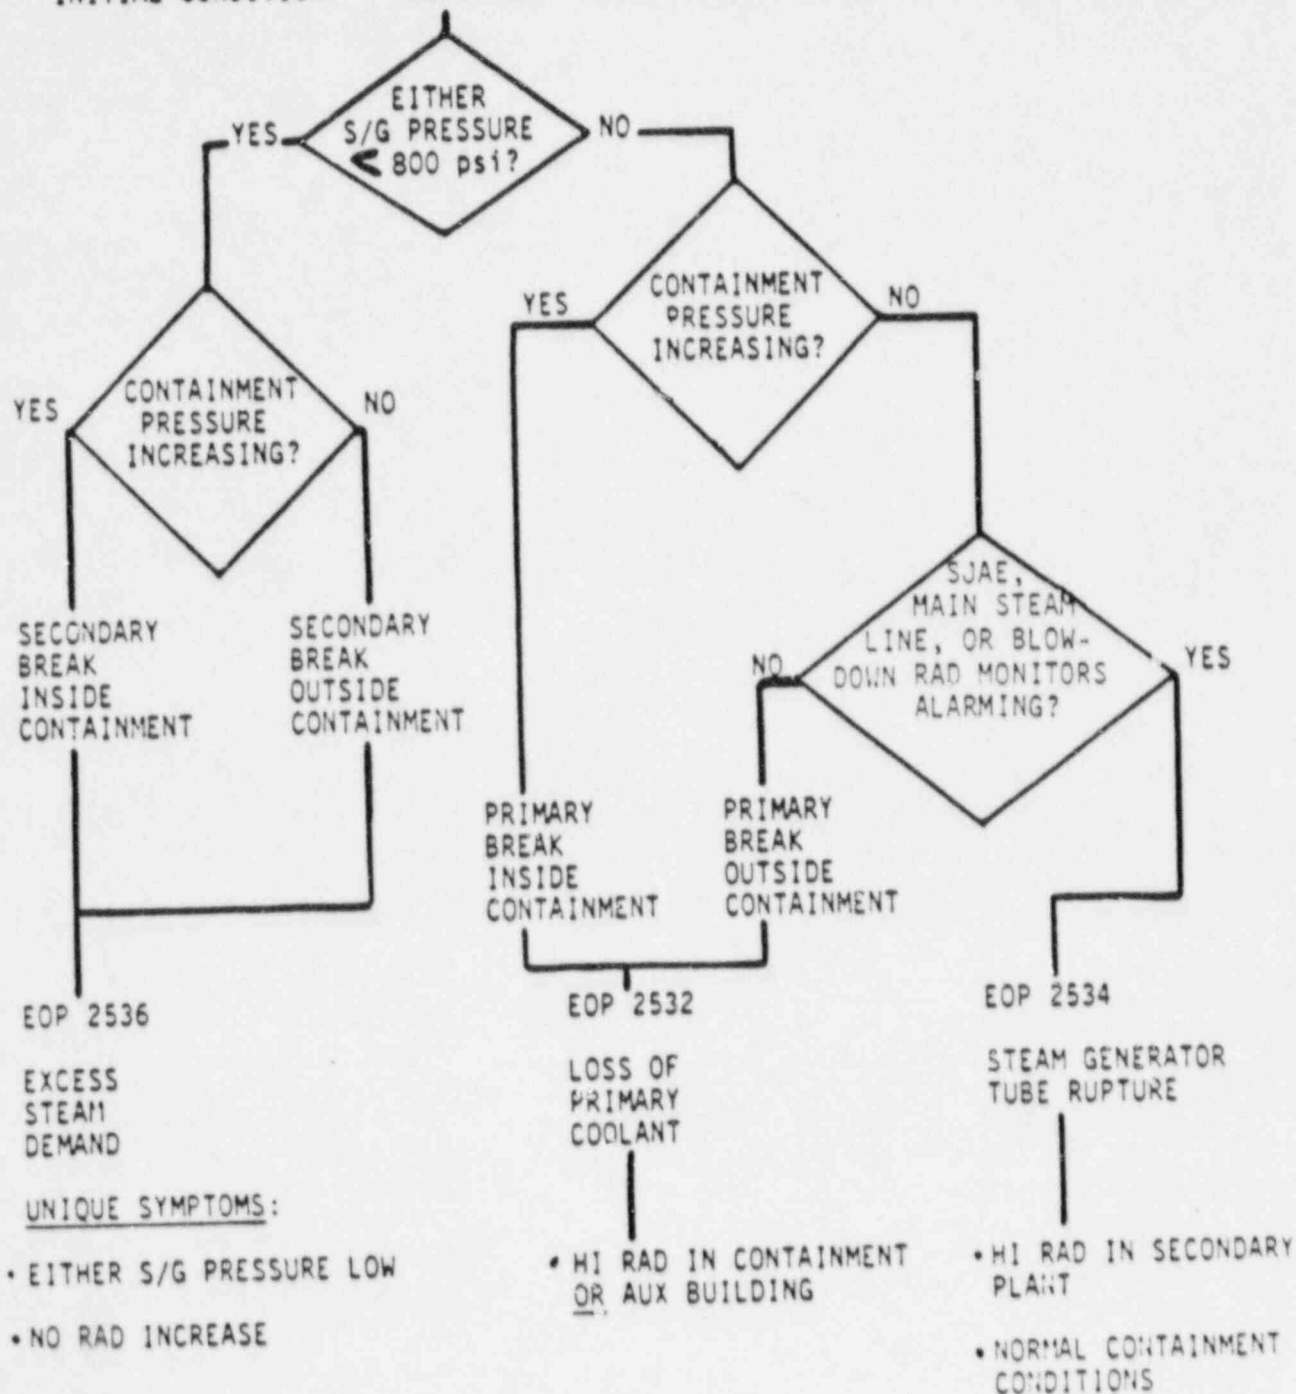 EITHER
S/G PRESSURE
< 800 psi?
YES
NO
CONTAINMENT
PRESSURE
INCREASING?
YES
NO
CONTAINMENT
PRESSURE
INCREASING?
YES
NO
SJAE,
MAIN STEAM
LINE, OR BLOW-
DOWN RAD MONITORS
ALARMING?
NO
YES
SECONDARY
BREAK
INSIDE
CONTAINMENT
SECONDARY
BREAK
OUTSIDE
CONTAINMENT
PRIMARY
BREAK
INSIDE
CONTAINMENT
PRIMARY
BREAK
OUTSIDE
CONTAINMENT
EOP 2536
EXCESS
STEAM
DEMAND
UNIQUE SYMPTOMS:
• EITHER S/G PRESSURE LOW
• NO RAD INCREASE
EOP 2532
LOSS OF
PRIMARY
COOLANT
• HI RAD IN CONTAINMENT
OR AUX BUILDING
EOP 2534
STEAM GENERATOR
TUBE RUPTURE
• HI RAD IN SECONDARY
PLANT
• NORMAL CONTAINMENT
CONDITIONS